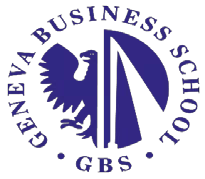 GENEVA BUSINESS SCHOOL
• GBS •